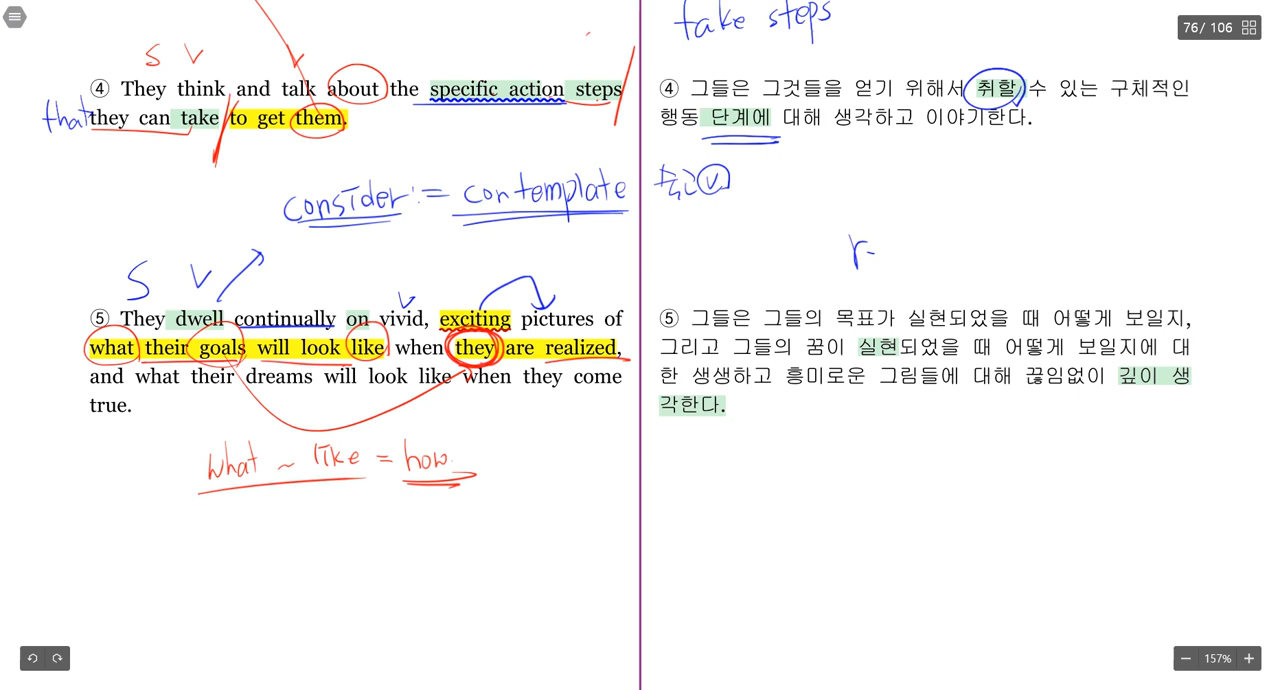 take steps
76/ 106
S V V
④ They think and talk about the specific action steps
that
they can take to get them.
④ 그들은 그것들을 얻기 위해서 취할 수 있는 구체적인
행동 단계에 대해 생각하고 이야기한다.
consider := contemplate
S V V
⑤ They dwell continually on vivid, exciting pictures of
what their goals will look like when they are realized,
and what their dreams will look like when they come
true.
⑤ 그들은 그들의 목표가 실현되었을 때 어떻게 보일지,
그리고 그들의 꿈이 실현되었을 때 어떻게 보일지에 대
한 생생하고 흥미로운 그림들에 대해 끊임없이 깊이 생
각한다.
what ~ like = how
157%